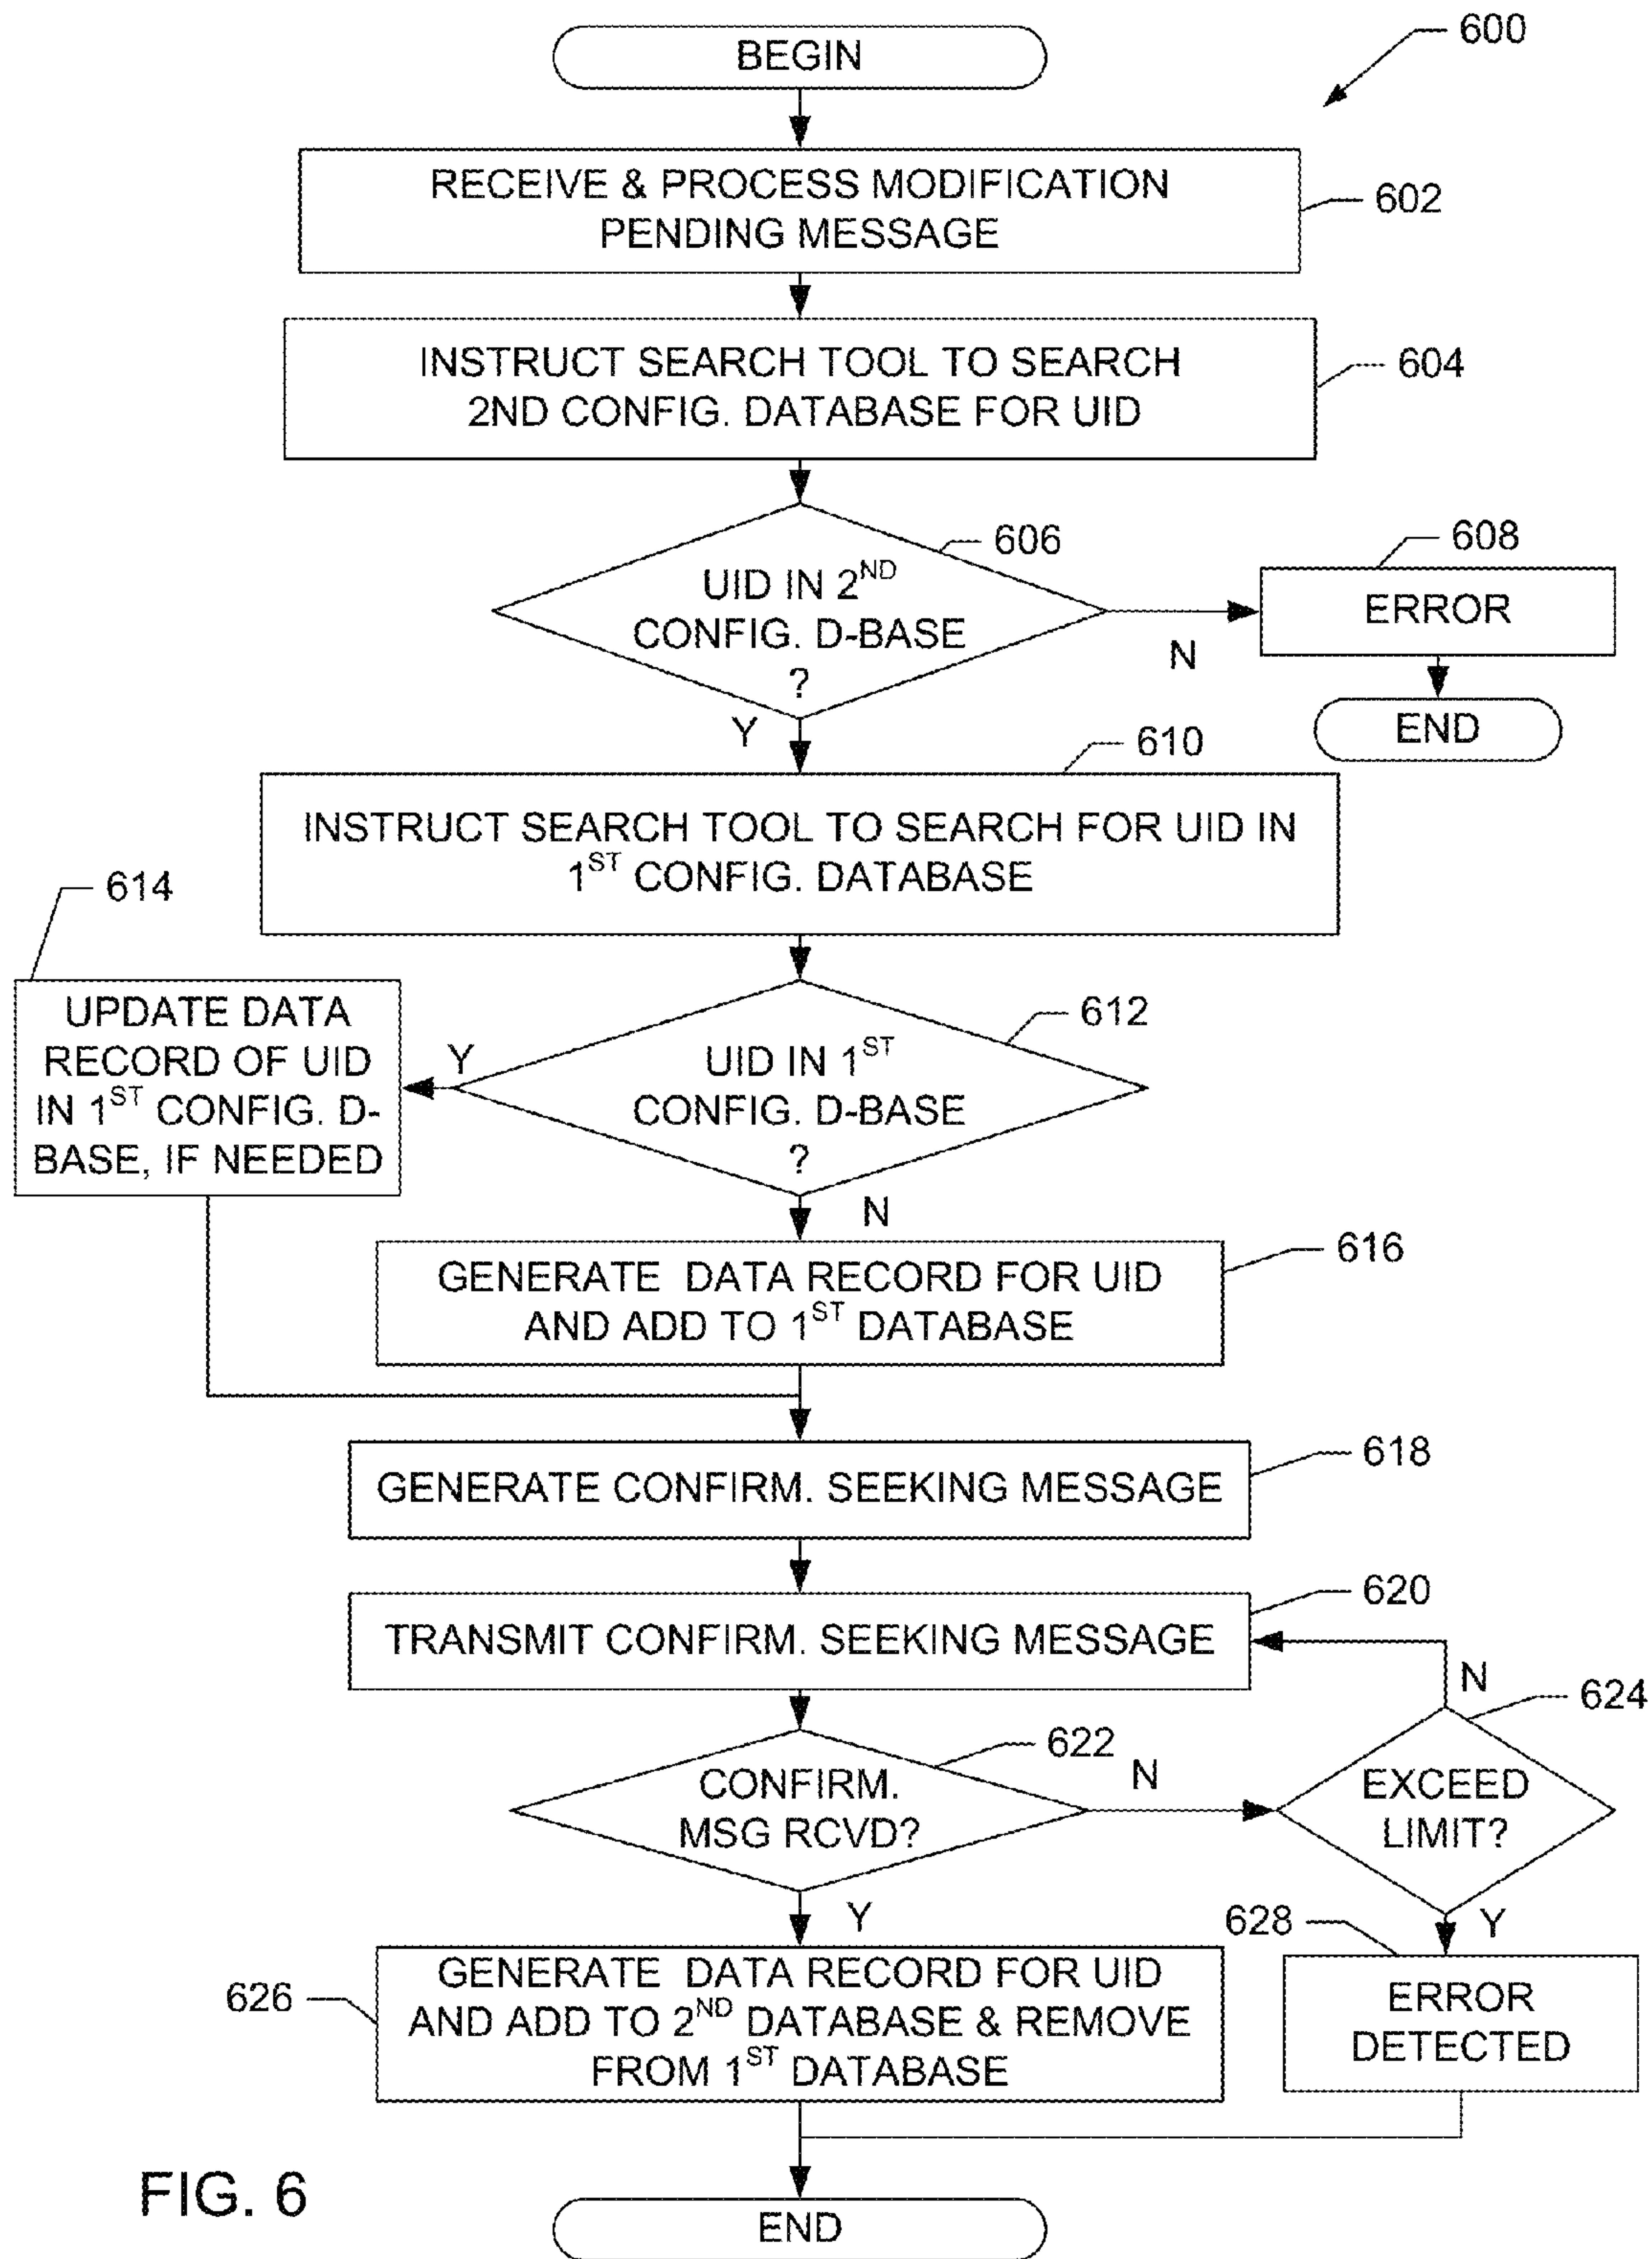 600
BEGIN
RECEIVE & PROCESS MODIFICATION
PENDING MESSAGE
602
INSTRUCT SEARCH TOOL TO SEARCH
2ND CONFIG. DATABASE FOR UID
604
606
UID IN 2ND
CONFIG. D-BASE
?
N
Y
608
ERROR
END
610
INSTRUCT SEARCH TOOL TO SEARCH FOR UID IN
1ST CONFIG. DATABASE
614
UPDATE DATA
RECORD OF UID
IN 1ST CONFIG. D-
BASE, IF NEEDED
Y
612
UID IN 1ST
CONFIG. D-BASE
?
N
616
GENERATE DATA RECORD FOR UID
AND ADD TO 1ST DATABASE
618
GENERATE CONFIRM. SEEKING MESSAGE
620
TRANSMIT CONFIRM. SEEKING MESSAGE
N
624
622
CONFIRM.
MSG RCVD?
N
EXCEED
LIMIT?
Y
628
Y
626
GENERATE DATA RECORD FOR UID
AND ADD TO 2ND DATABASE & REMOVE
FROM 1ST DATABASE
ERROR
DETECTED
END
FIG. 6